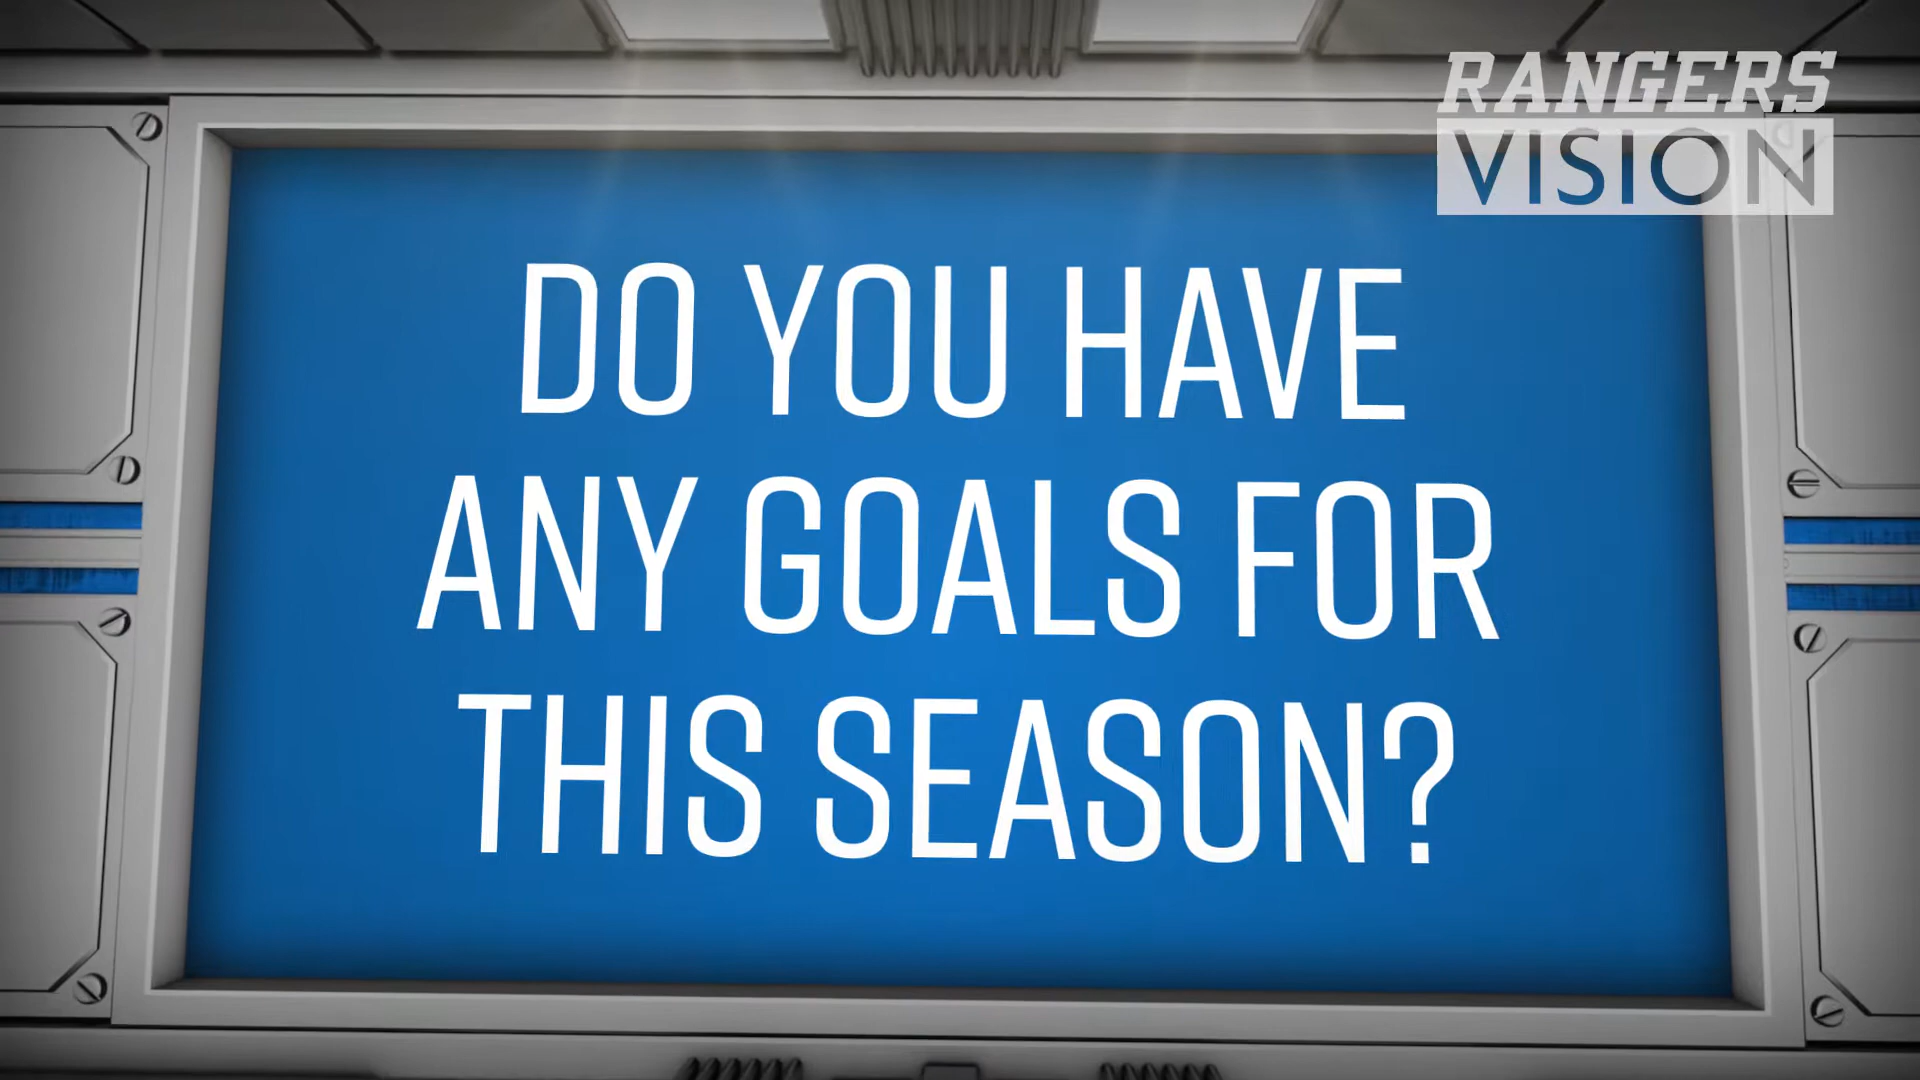 RANGERS
VISION
DO YOU HAVE
ANY GOALS FOR
THIS SEASON?